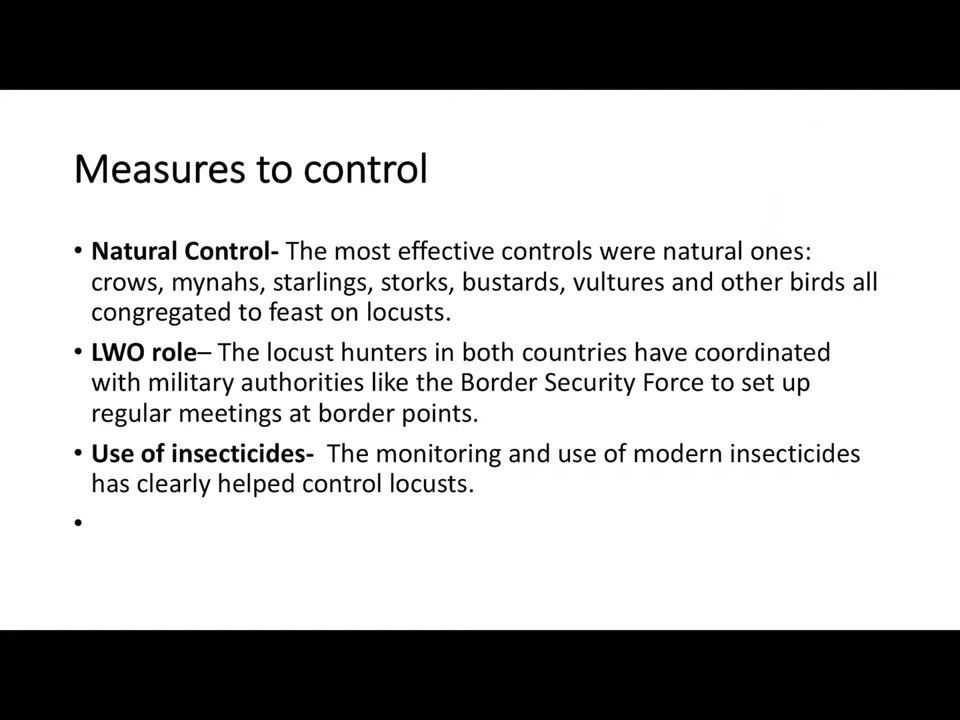 Measures to control
• Natural Control- The most effective controls were natural ones:
crows, mynahs, starlings, storks, bustards, vultures and other birds all
congregated to feast on locusts.
• LWO role– The locust hunters in both countries have coordinated
with military authorities like the Border Security Force to set up
regular meetings at border points.
• Use of insecticides-  The monitoring and use of modern insecticides
has clearly helped control locusts.
•